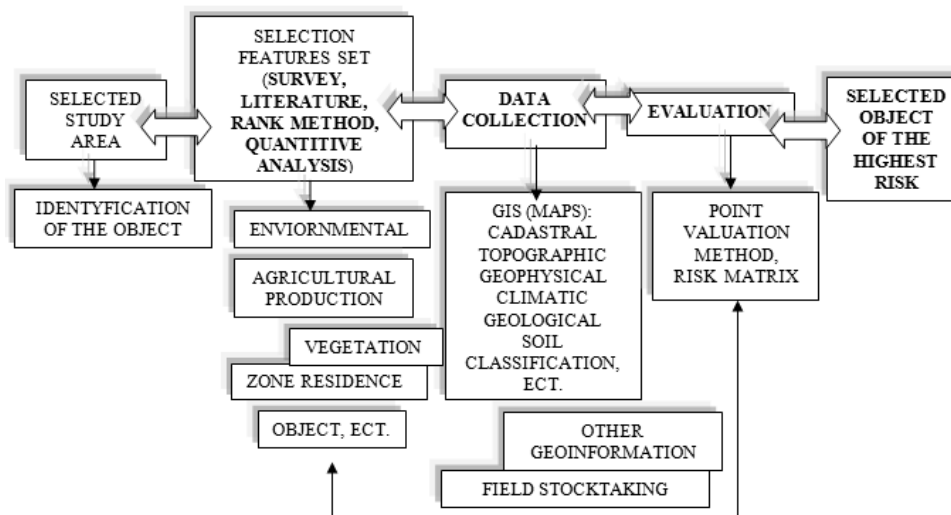 SELECTED
STUDY
AREA
IDENTYFICATION
OF THE OBJECT
SELECTION
FEATURES SET
(SURVEY,
LITERATURE,
RANK METHOD,
QUANTITIVE
ANALYSIS)
ENVIORNMENTAL
AGRICULTURAL
PRODUCTION
VEGETATION
ZONE RESIDENCE
OBJECT, ECT.
DATA
COLLECTION
GIS (MAPS):
CADASTRAL
TOPOGRAPHIC
GEOPHYSICAL
CLIMATIC
GEOLOGICAL
SOIL
CLASSIFICATION,
ECT.
OTHER
GEOINFORMATION
FIELD STOCKTAKING
EVALUATION
POINT
VALUATION
METHOD,
RISK MATRIX
SELECTED
OBJECT
OF THE
HIGHEST
RISK